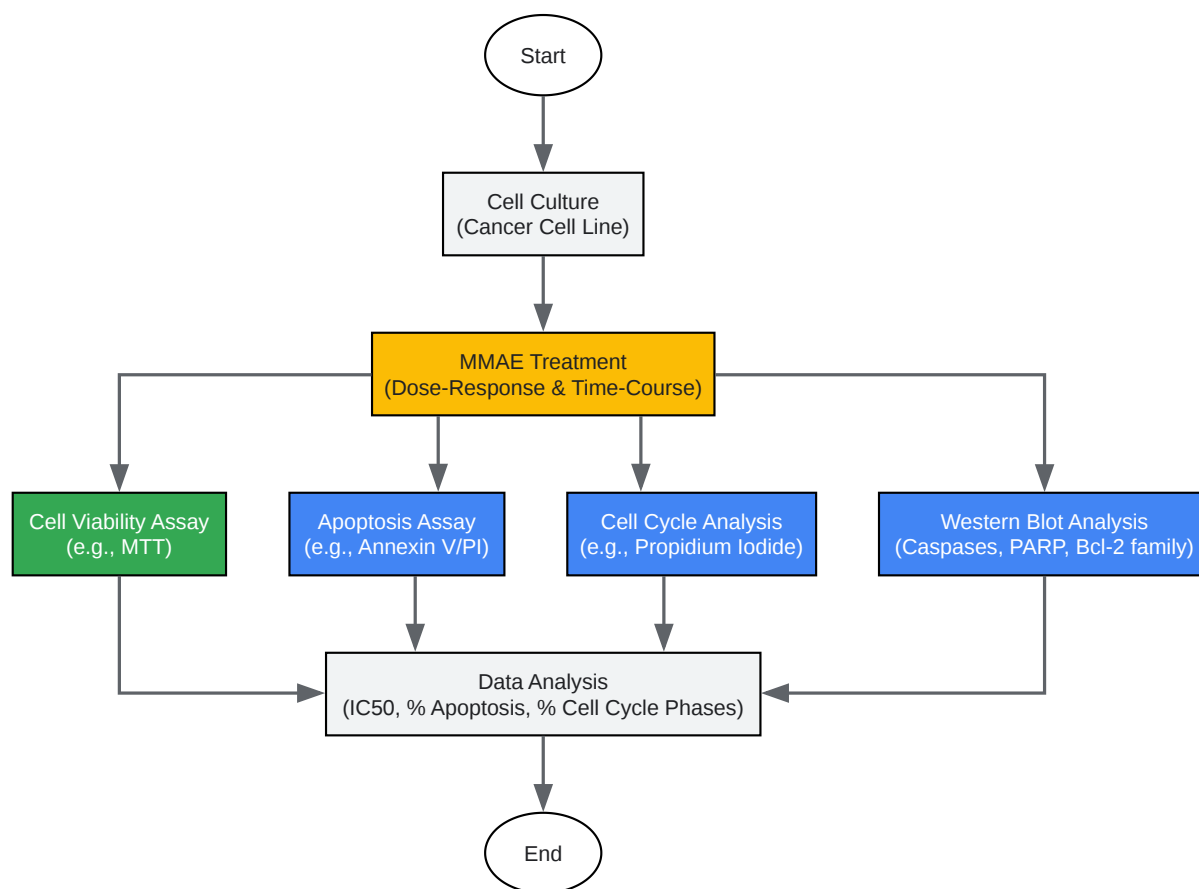 Start
Cell Culture
(Cancer Cell Line)
MMAE Treatment
(Dose-Response & Time-Course)
Cell Viability Assay
(e.g., MTT)
Apoptosis Assay
(e.g., Annexin V/PI)
Cell Cycle Analysis
(e.g., Propidium Iodide)
Western Blot Analysis
(Caspases, PARP, Bcl-2 family)
Data Analysis
(IC50, % Apoptosis, % Cell Cycle Phases)
End